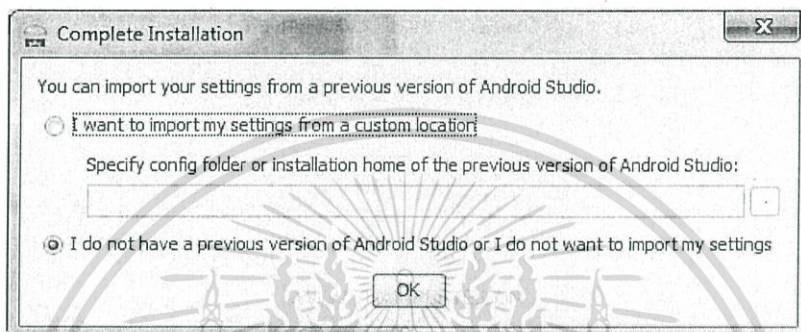 Complete Installation
You can import your settings from a previous version of Android Studio.
I want to import my settings from a custom location
Specify config folder or installation home of the previous version of Android Studio:
I do not have a previous version of Android Studio or I do not want to import my settings
OK